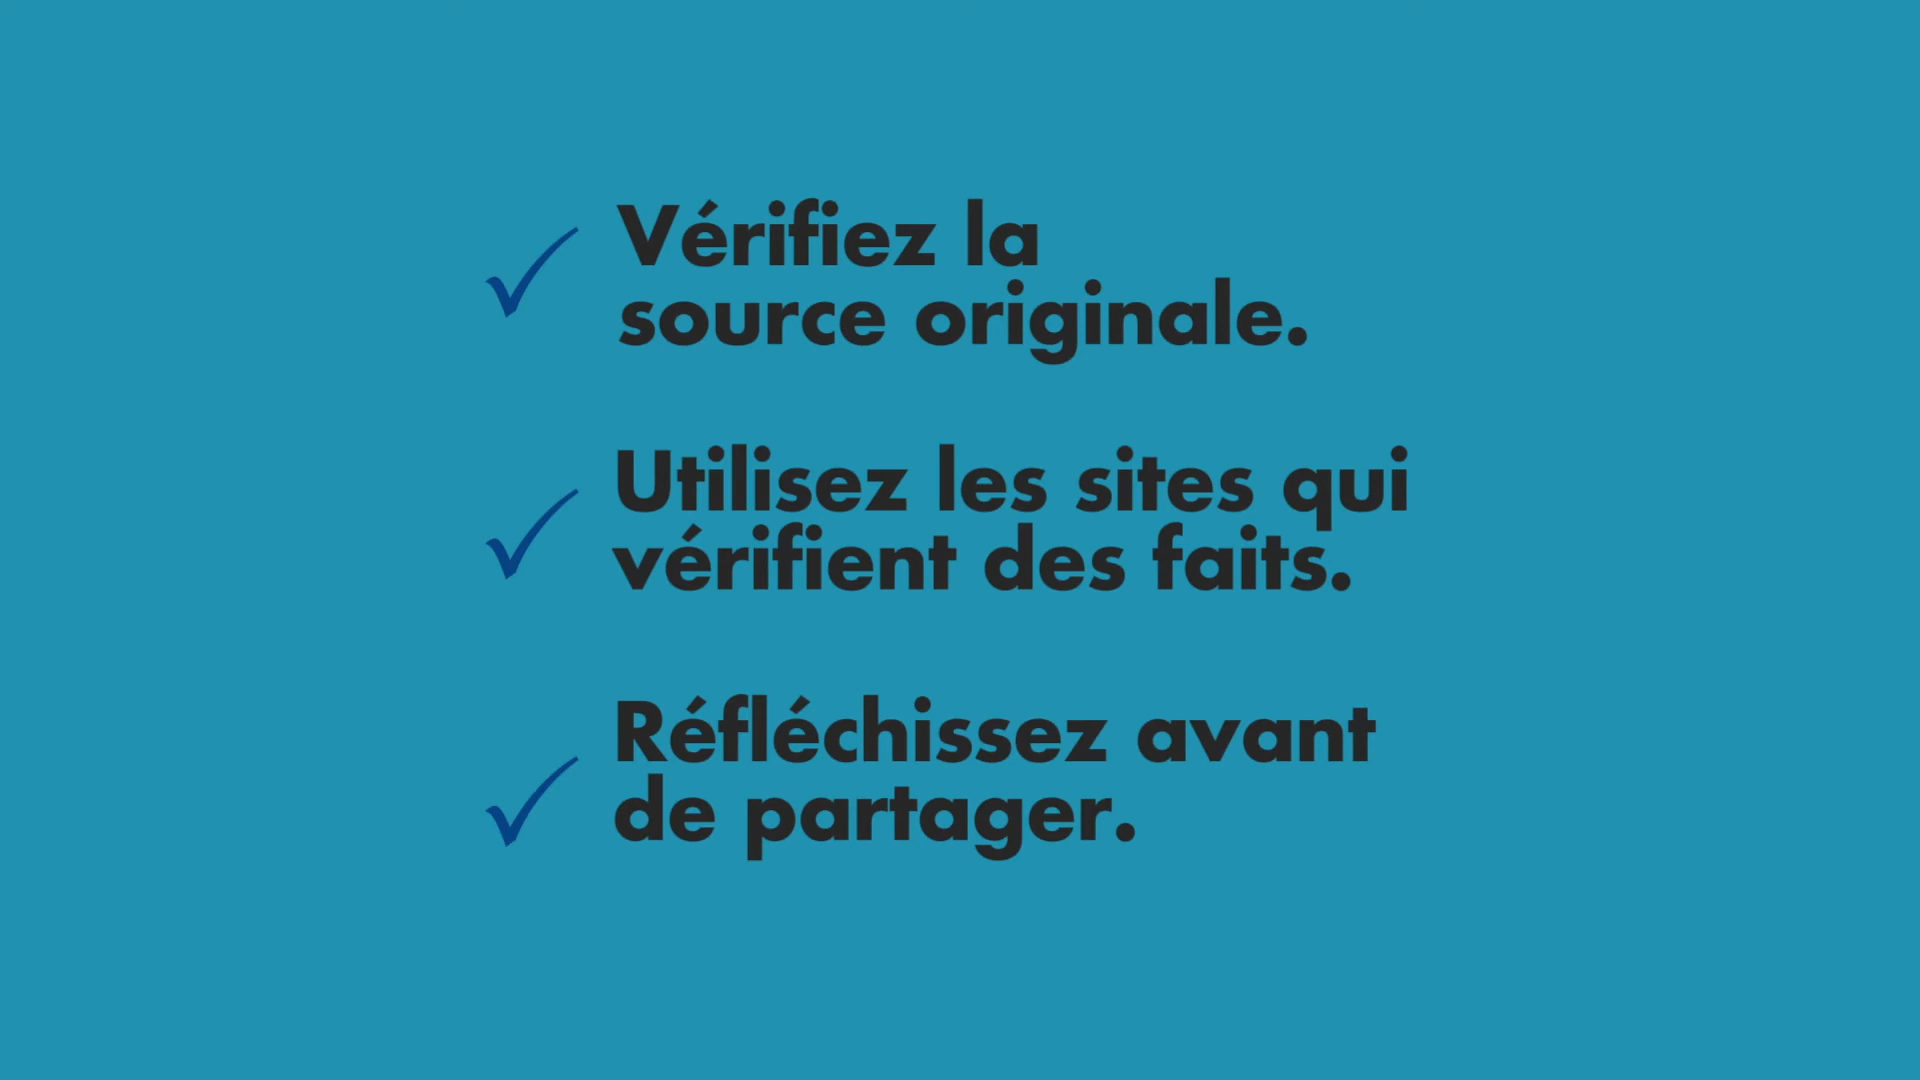 Vérifiez la
source originale.
Utilisez les sites qui
vérifient des faits.
Réfléchissez avant
de partager.